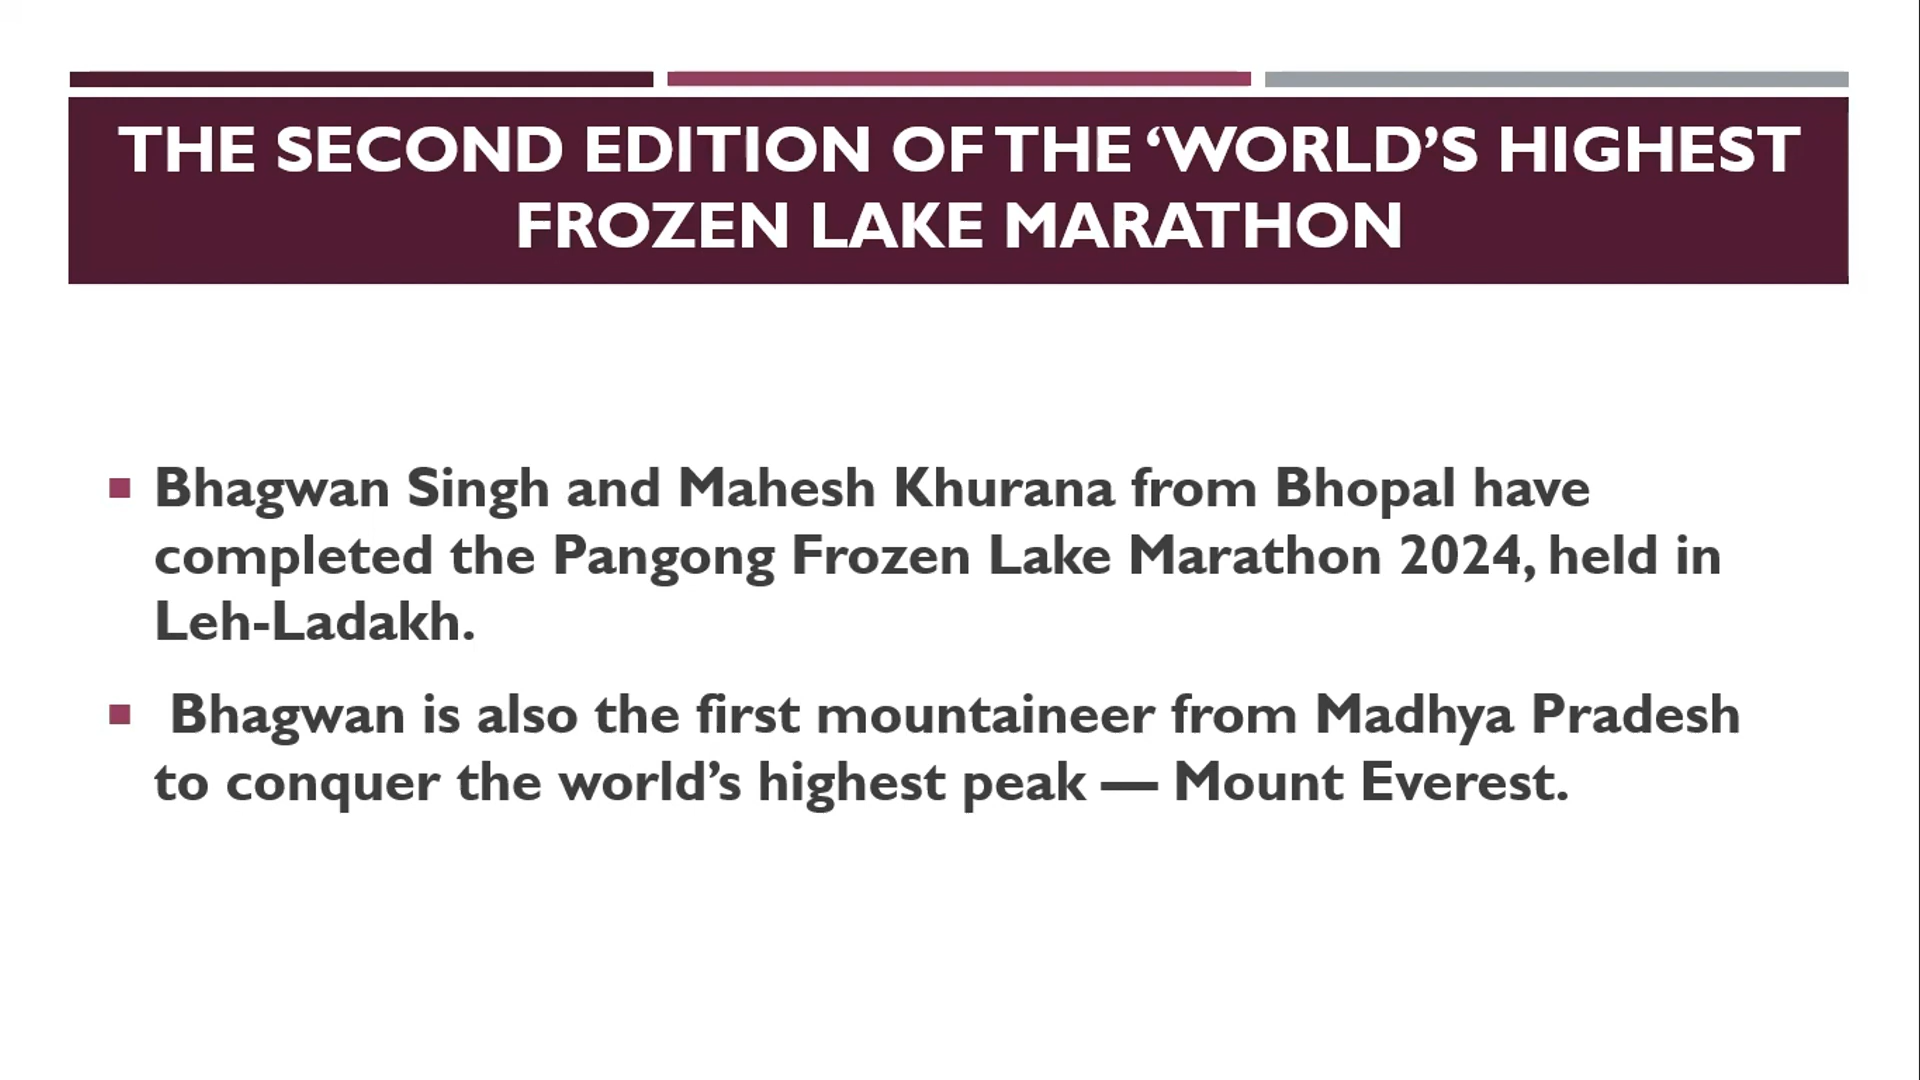 THE SECOND EDITION OF THE ‘WORLD’S HIGHEST
FROZEN LAKE MARATHON
Bhagwan Singh and Mahesh Khurana from Bhopal have
completed the Pangong Frozen Lake Marathon 2024, held in
Leh-Ladakh.
Bhagwan is also the first mountaineer from Madhya Pradesh
to conquer the world’s highest peak — Mount Everest.